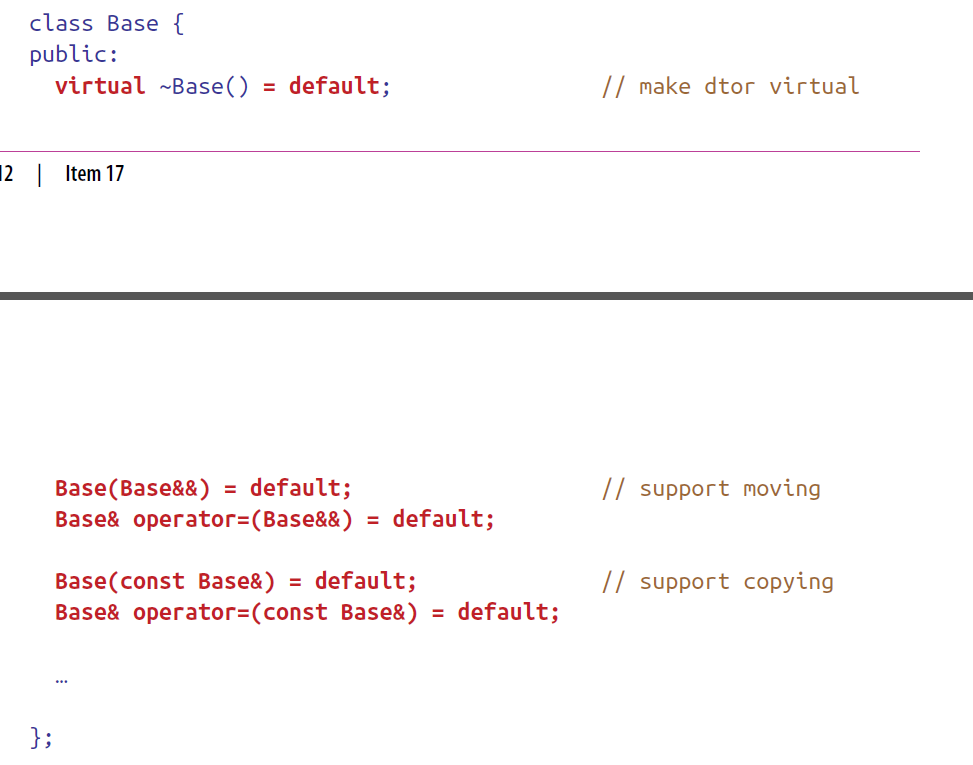 class Base {
public:
  virtual ~Base() = default;                // make dtor virtual
12 | Item 17
  Base(Base&&) = default;                   // support moving
  Base& operator=(Base&&) = default;
  Base(const Base&) = default;              // support copying
  Base& operator=(const Base&) = default;
  …
};